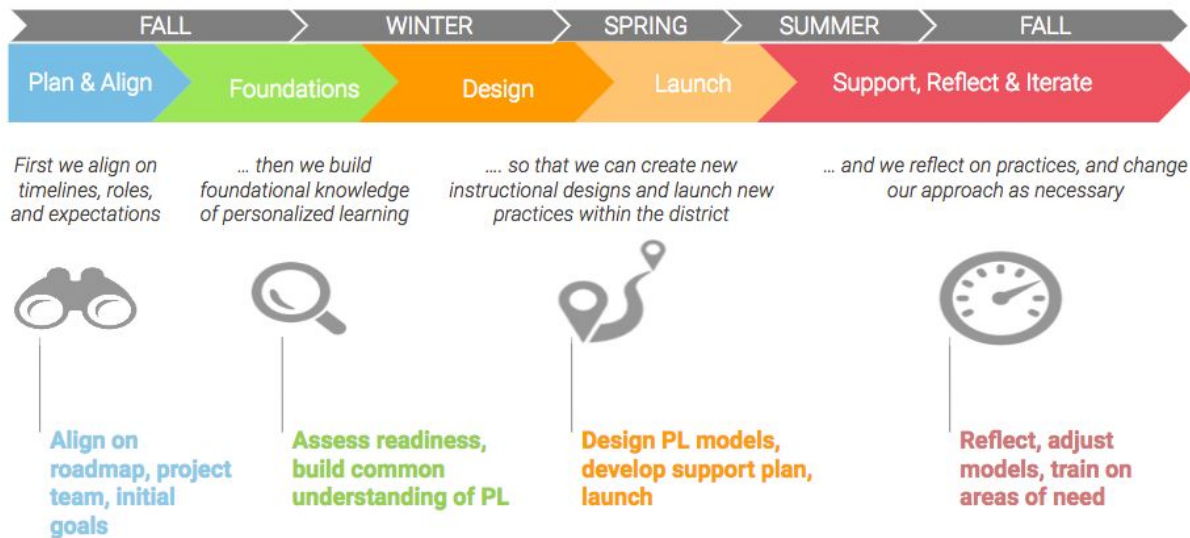 FALL
WINTER
SPRING
SUMMER
FALL
Plan & Align
Foundations
Design
Launch
Support, Reflect & Iterate
First we align on
timelines, roles,
and expectations
... then we build
foundational knowledge
of personalized learning
.... so that we can create new
instructional designs and launch new
practices within the district
... and we reflect on practices, and change
our approach as necessary
Align on
roadmap, project
team, initial
goals
Assess readiness,
build common
understanding of PL
Design PL models,
develop support plan,
launch
Reflect, adjust
models, train on
areas of need